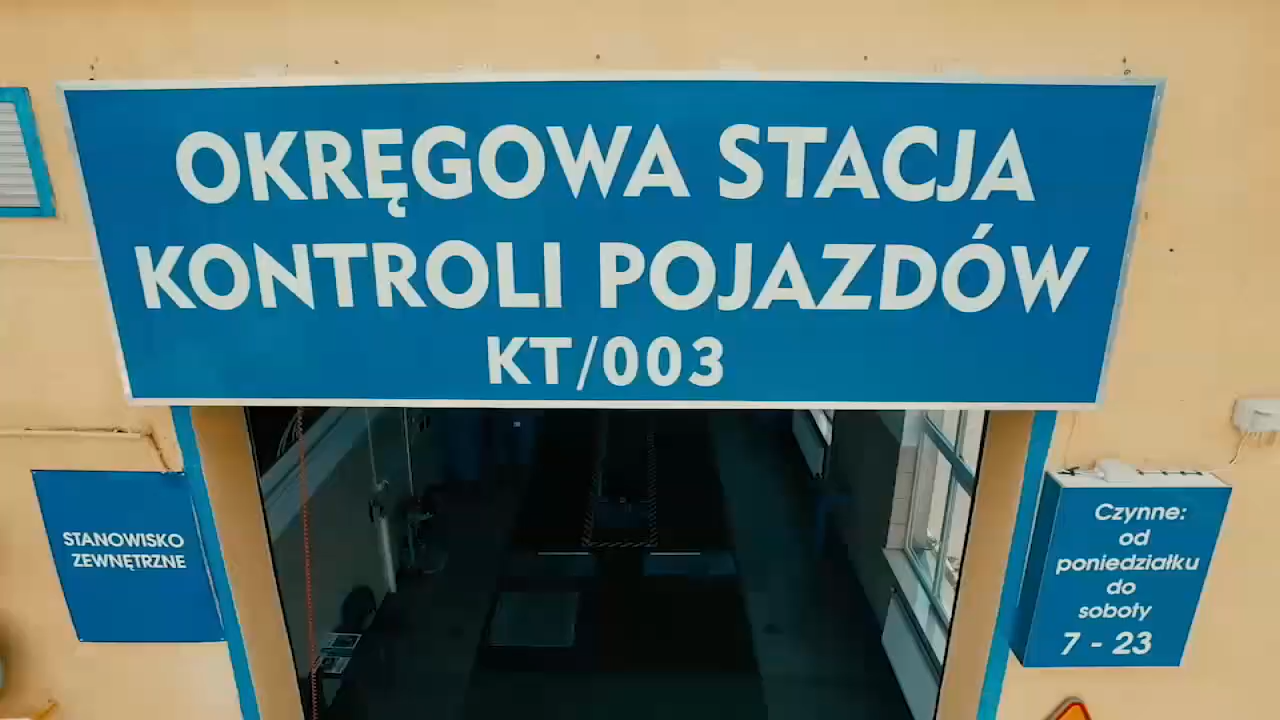 OKRĘGOWA STACJA
KONTROLI POJAZDÓW
KT/003
STANOWISKO
ZEWNĘTRZNE
Czynne:
od
poniedziałku
do
soboty
7 - 23